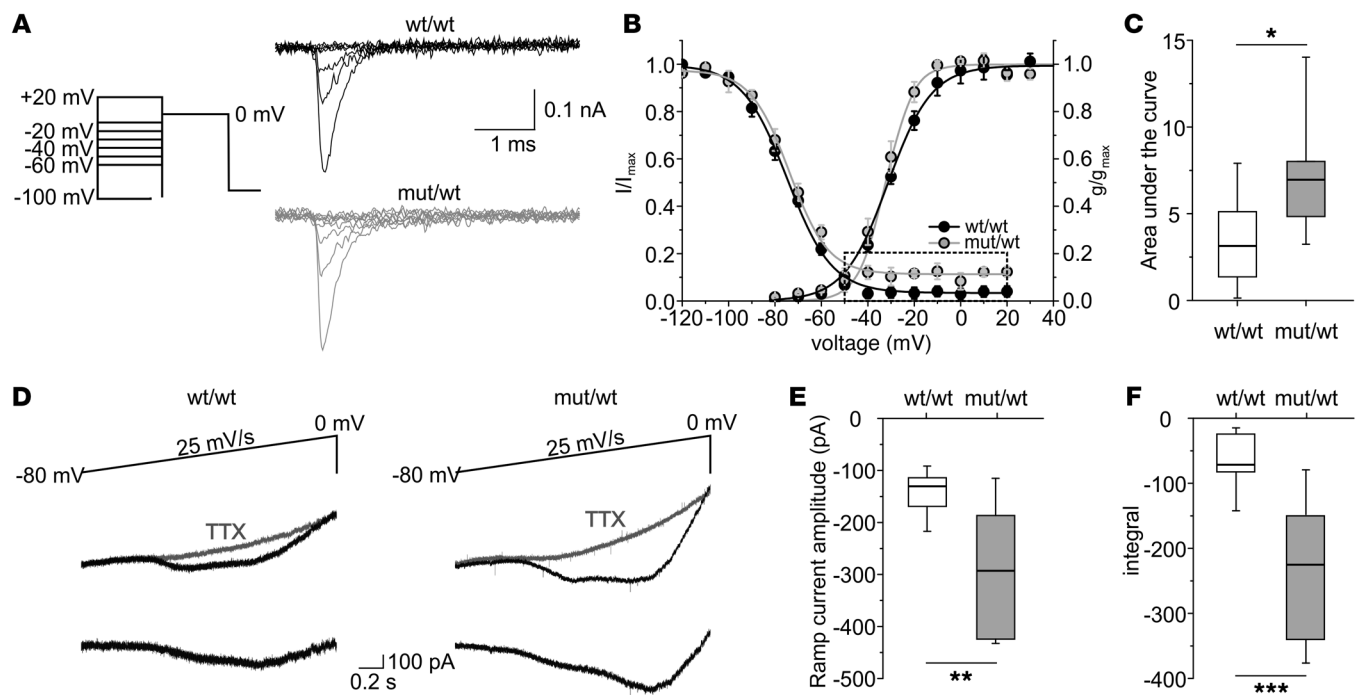 A
wt/wt
+20 mV
-20 mV
-40 mV
-60 mV
-100 mV
0 mV
0.1 nA
1 ms
mut/wt
B
I/Imax
1.0
0.8
0.6
0.4
0.2
0.0
g/gmax
1.0
0.8
0.6
0.4
0.2
0.0
wt/wt
mut/wt
-120 -100 -80 -60 -40 -20 0 20 40
voltage (mV)
C
Area under the curve
15
10
5
0
*
wt/wt mut/wt
D
wt/wt
0 mV
25 mV/s
-80 mV
TTX
mut/wt
0 mV
25 mV/s
-80 mV
TTX
100 pA
0.2 s
E
wt/wt mut/wt
Ramp current amplitude (pA)
0
-100
-200
-300
-400
-500
**
F
wt/wt mut/wt
integral
0
-100
-200
-300
-400
***